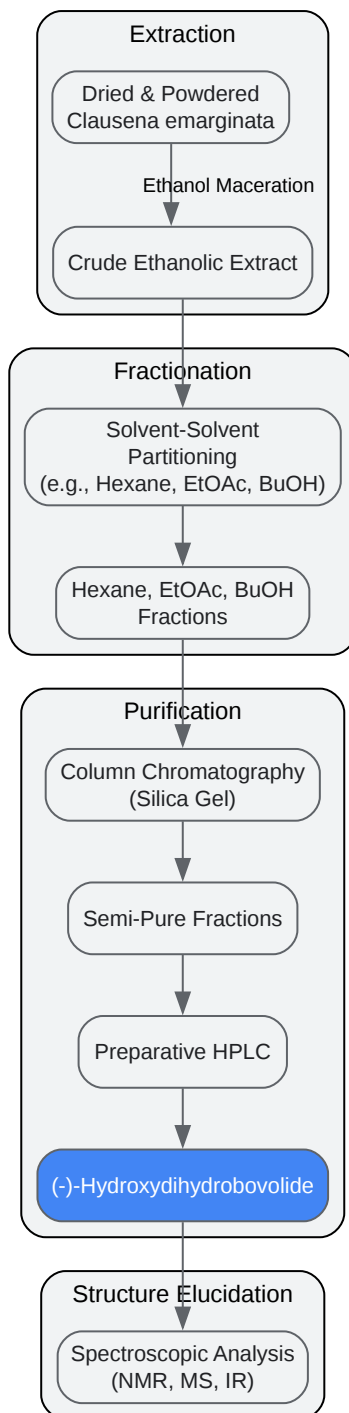 Extraction
Dried & Powdered
Clausena emarginata
Ethanol Maceration
Crude Ethanolic Extract
Fractionation
Solvent-Solvent
Partitioning
(e.g., Hexane, EtOAc, BuOH)
Hexane, EtOAc, BuOH
Fractions
Purification
Column Chromatography
(Silica Gel)
Semi-Pure Fractions
Preparative HPLC
(-)-Hydroxydihydrobovolide
Structure Elucidation
Spectroscopic Analysis
(NMR, MS, IR)